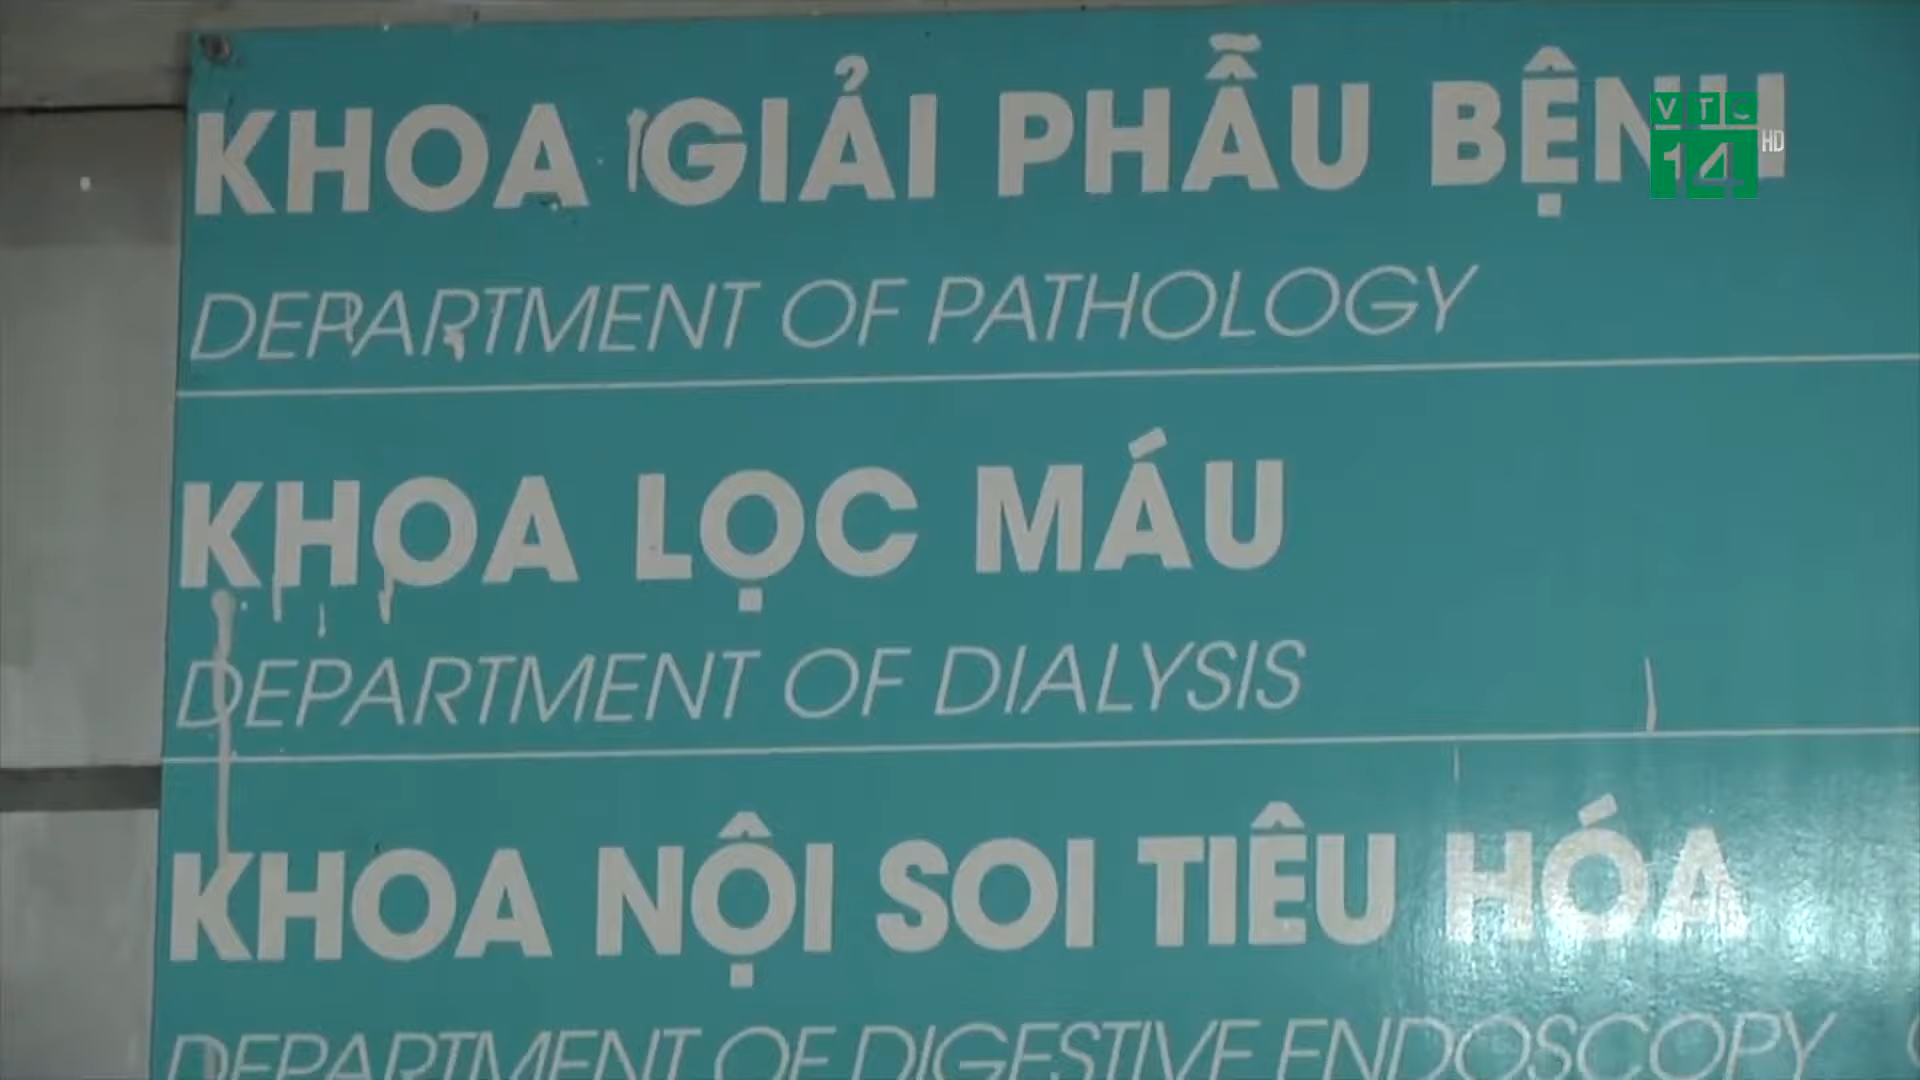 KHOA GIẢI PHẪU BỆNH
VTC
14 HD
DEPARTMENT OF PATHOLOGY
KHOA LỌC MÁU
DEPARTMENT OF DIALYSIS
KHOA NỘI SOI TIÊU HÓA
DEPARTMENT OF DIGESTIVE ENDOSCOPY